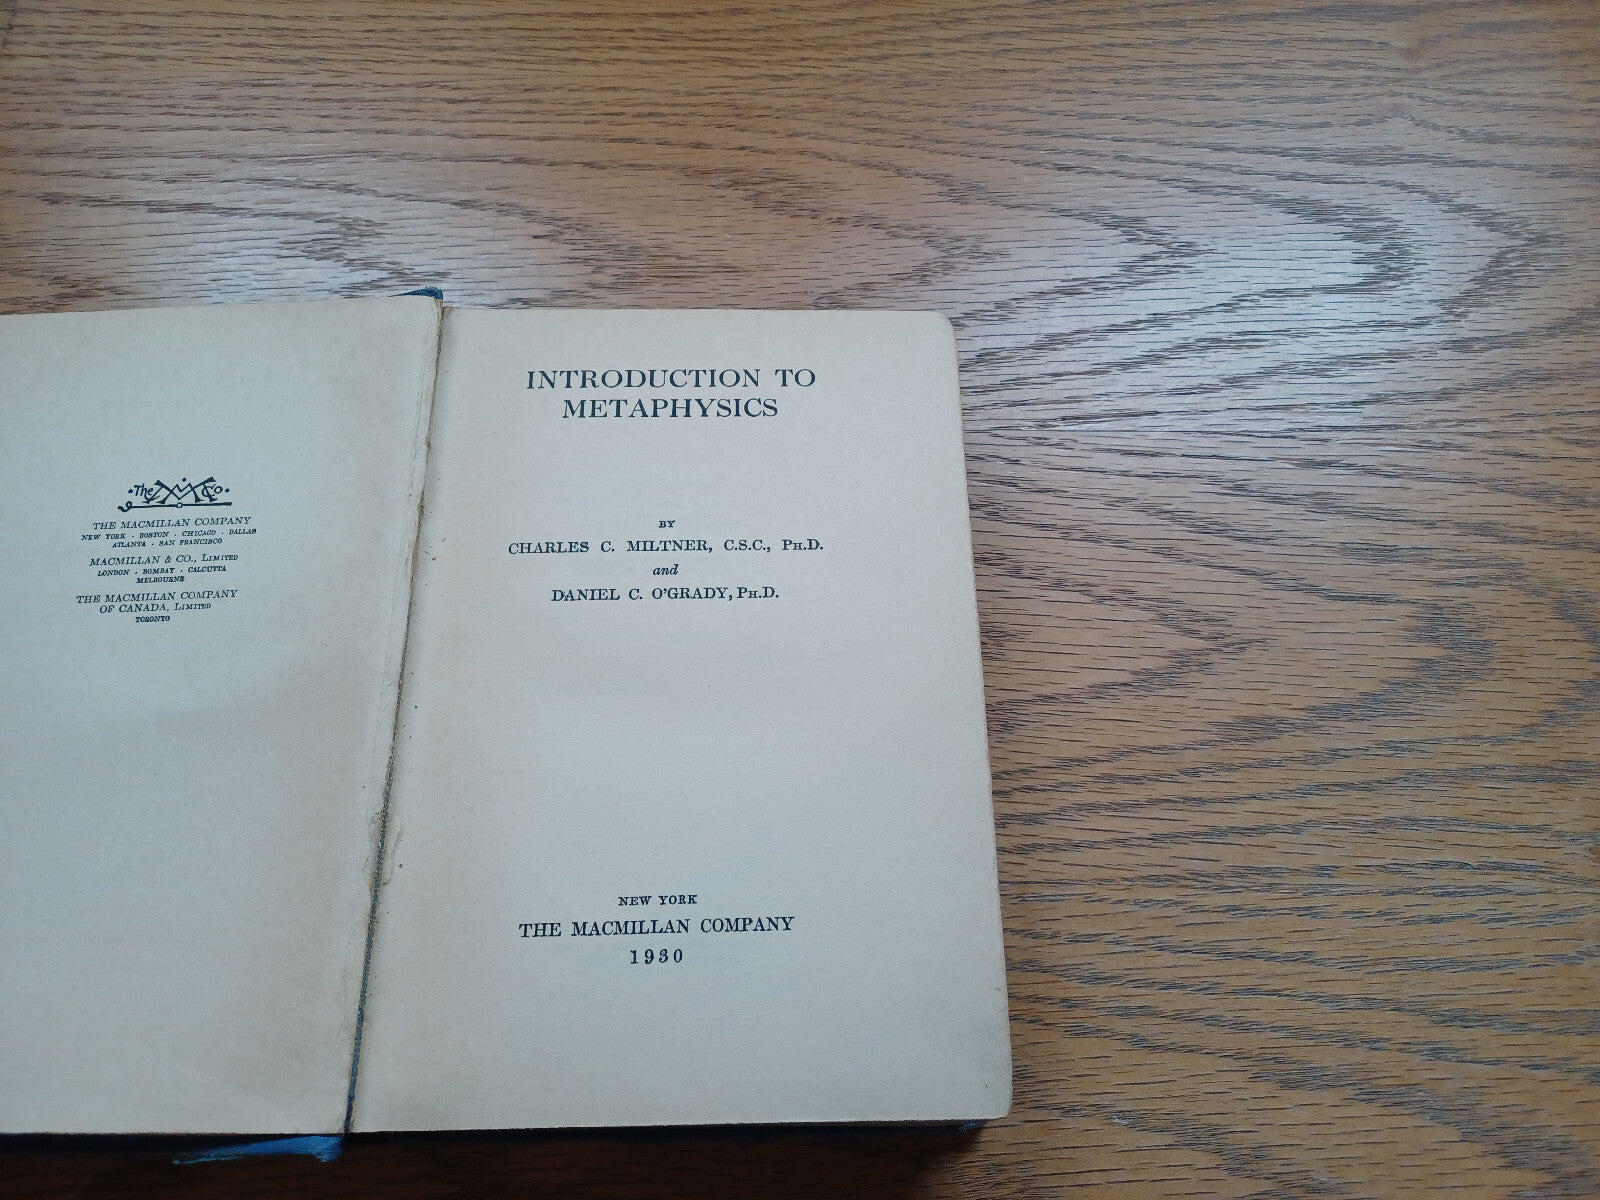 ·The M Co·
THE MACMILLAN COMPANY
NEW YORK · BOSTON · CHICAGO · DALLAS
ATLANTA · SAN FRANCISCO
MACMILLAN & CO., LIMITED
LONDON · BOMBAY · CALCUTTA
MELBOURNE
THE MACMILLAN COMPANY
OF CANADA, LIMITED
TORONTO
INTRODUCTION TO
METAPHYSICS
BY
CHARLES C. MILTNER, C.S.C., PH.D.
and
DANIEL C. O'GRADY, PH.D.
NEW YORK
THE MACMILLAN COMPANY
1930